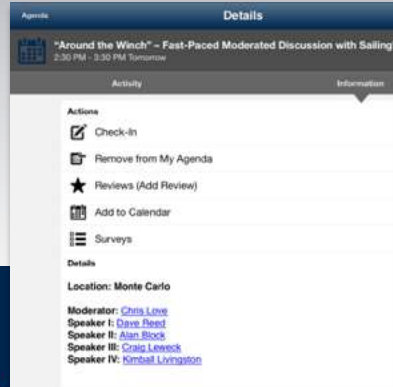 Agenda
Details
"Around the Winch" – Fast-Paced Moderated Discussion with Sailing
2:30 PM - 3:30 PM Tomorrow
Activity
Information
Actions
Check-In
Remove from My Agenda
Reviews (Add Review)
Add to Calendar
Surveys
Details
Location: Monte Carlo
Moderator: Chris Love
Speaker I: Dave Reed
Speaker II: Alan Block
Speaker III: Craig Leweck
Speaker IV: Kimball Livingston